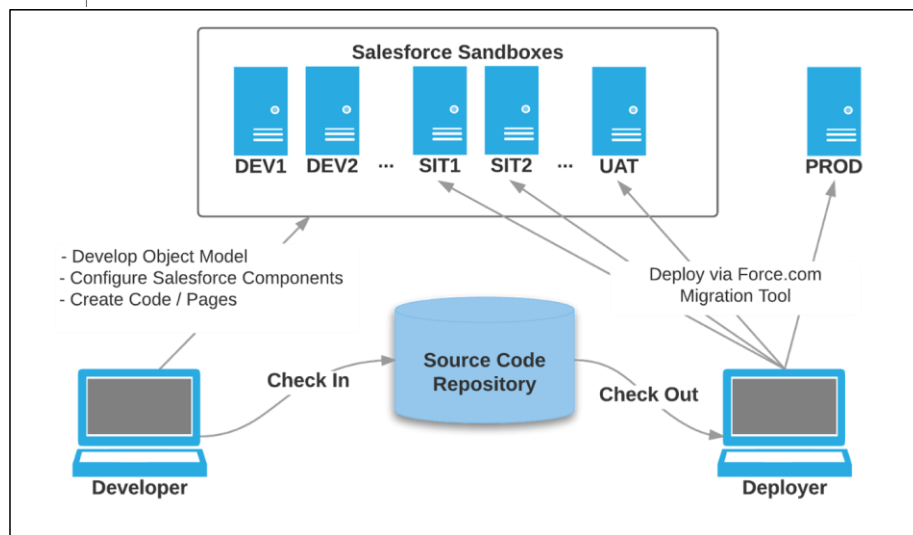 Salesforce Sandboxes
DEV1
DEV2
...
SIT1
SIT2
...
UAT
PROD
- Develop Object Model
- Configure Salesforce Components
- Create Code / Pages
Deploy via Force.com
Migration Tool
Source Code
Repository
Check In
Check Out
Developer
Deployer